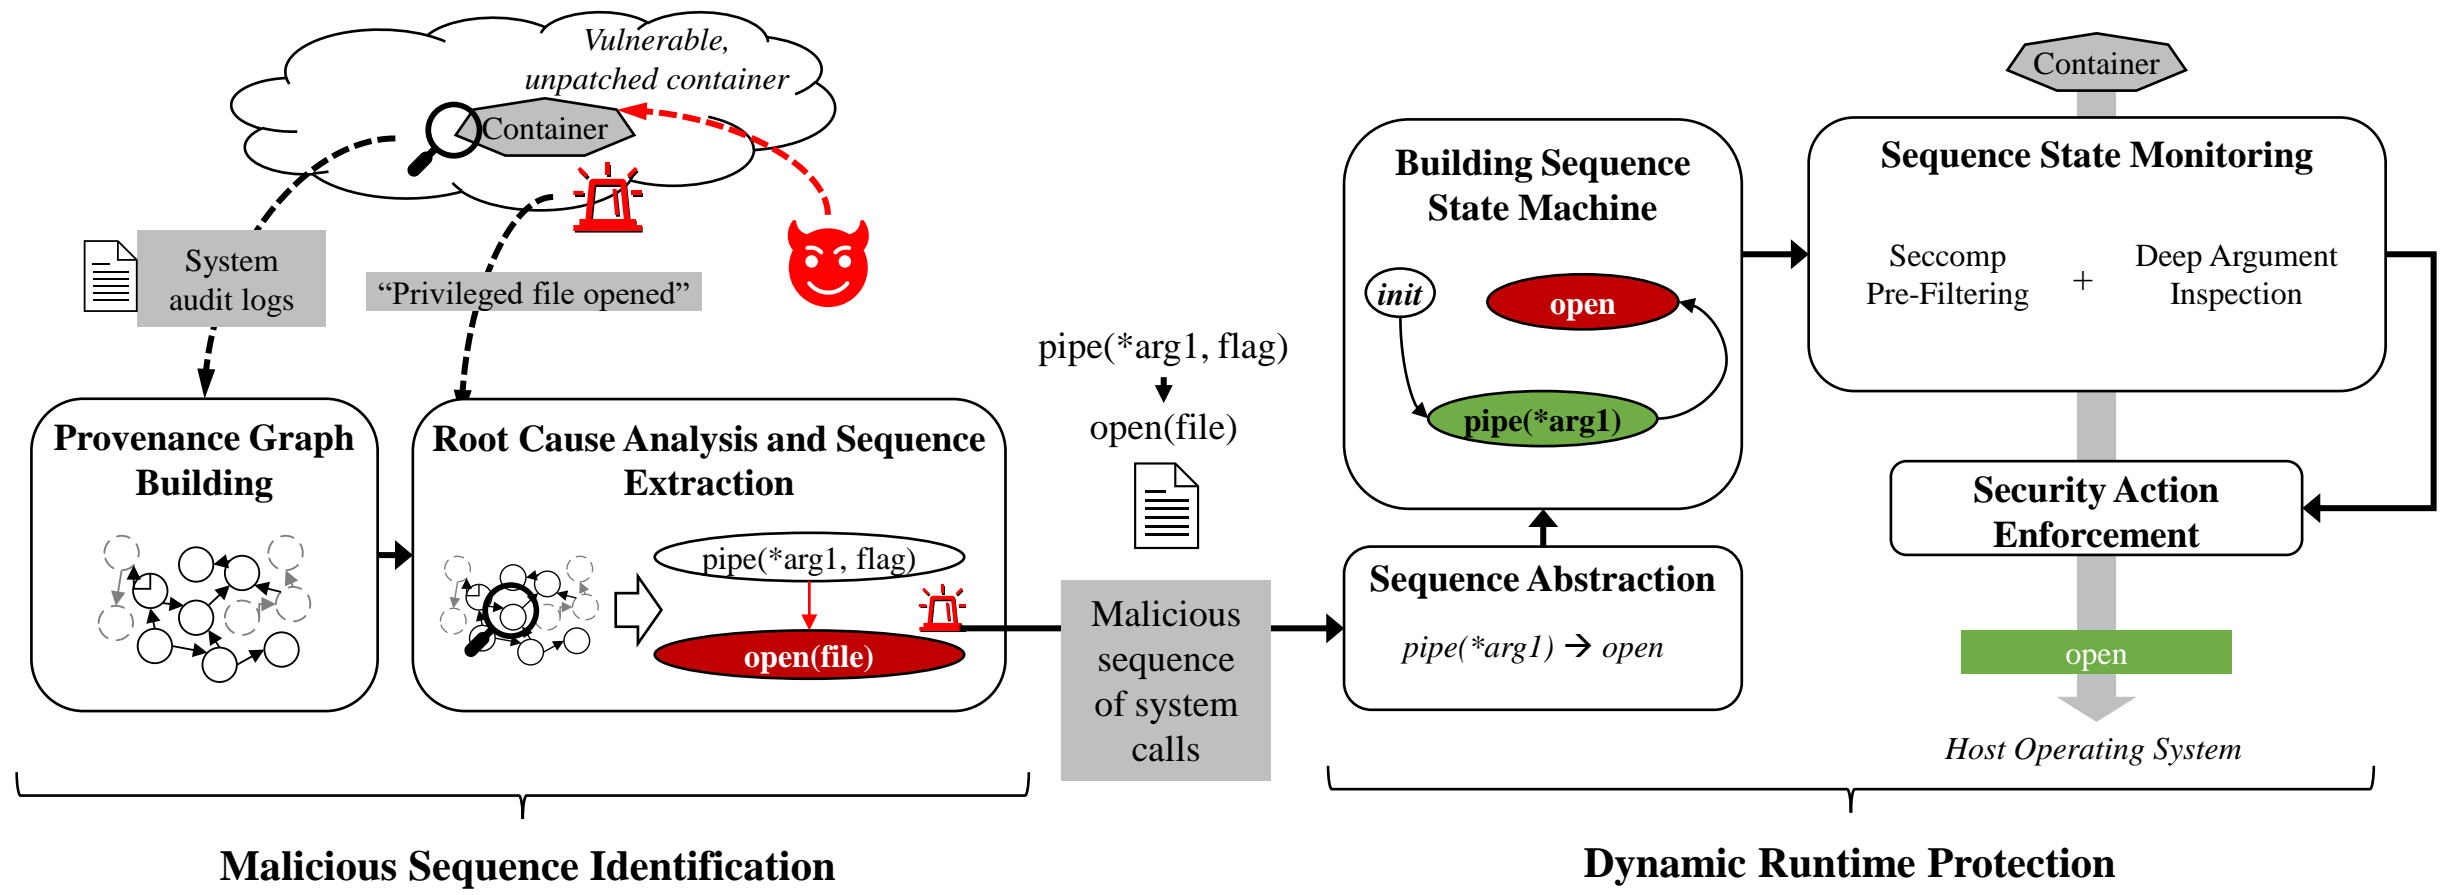 Vulnerable,
unpatched container
Container
System
audit logs
“Privileged file opened”
Provenance Graph
Building
Root Cause Analysis and Sequence
Extraction
pipe(*arg1, flag)
open(file)
pipe(*arg1, flag)
open(file)
Malicious
sequence
of system
calls
Building Sequence
State Machine
init
open
pipe(*arg1)
Sequence Abstraction
pipe(*arg1) → open
Container
Sequence State Monitoring
Seccomp
Pre-Filtering
+
Deep Argument
Inspection
Security Action
Enforcement
open
Host Operating System
Malicious Sequence Identification
Dynamic Runtime Protection